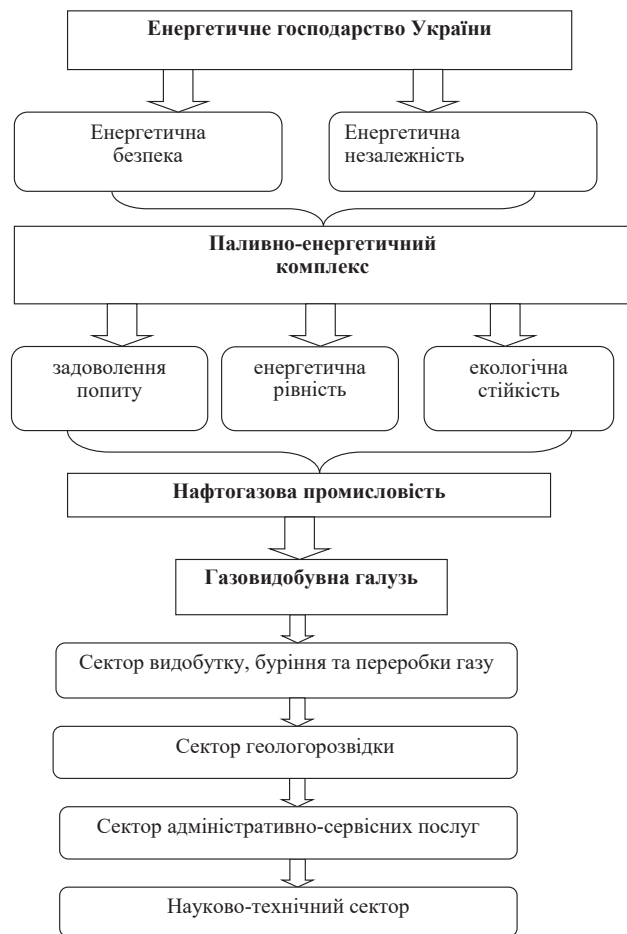 Енергетичне господарство України
Енергетична
безпека
Енергетична
незалежність
Паливно-енергетичний
комплекс
задоволення
попиту
енергетична
рівність
екологічна
стійкість
Нафтогазова промисловість
Газовидобувна галузь
Сектор видобутку, буріння та переробки газу
Сектор геологорозвідки
Сектор адміністративно-сервісних послуг
Науково-технічний сектор